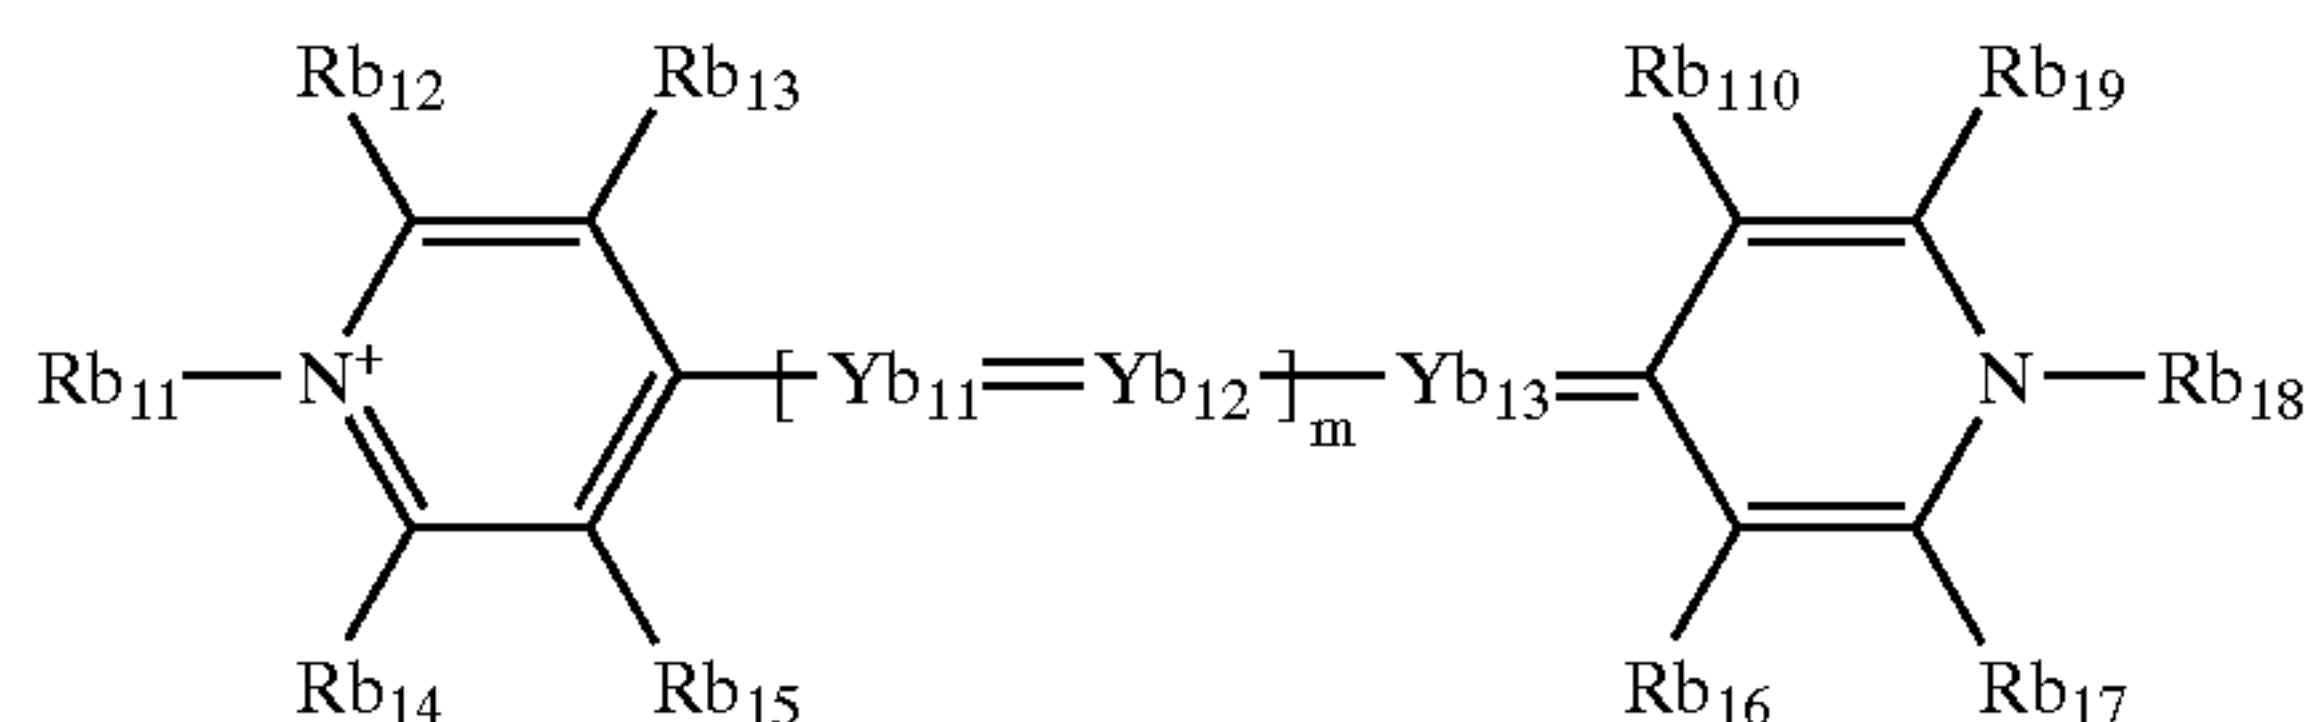 Rb12 Rb13 Rb110 Rb19
Rb11 N+ [ Yb11 Yb12 ]m Yb13 N Rb18
Rb14 Rb15 Rb16 Rb17